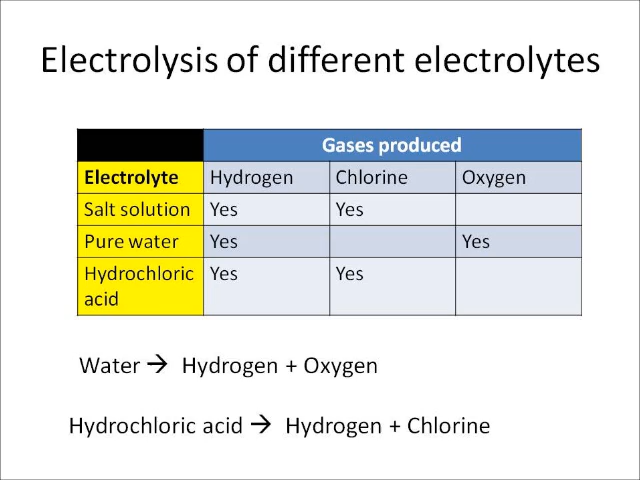 Electrolysis of different electrolytes
Gases produced
Electrolyte Hydrogen Chlorine Oxygen
Salt solution Yes Yes
Pure water Yes Yes
Hydrochloric Yes Yes
acid
Water → Hydrogen + Oxygen
Hydrochloric acid → Hydrogen + Chlorine